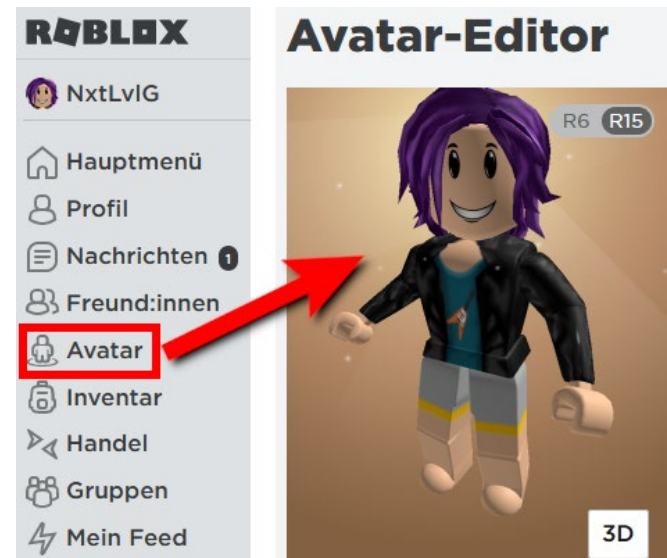 ROBLOX
NxtLvlG
Hauptmenü
Profil
Nachrichten 1
Freund:innen
Avatar
Inventar
Handel
Gruppen
Mein Feed
Avatar-Editor
R6 R15
3D